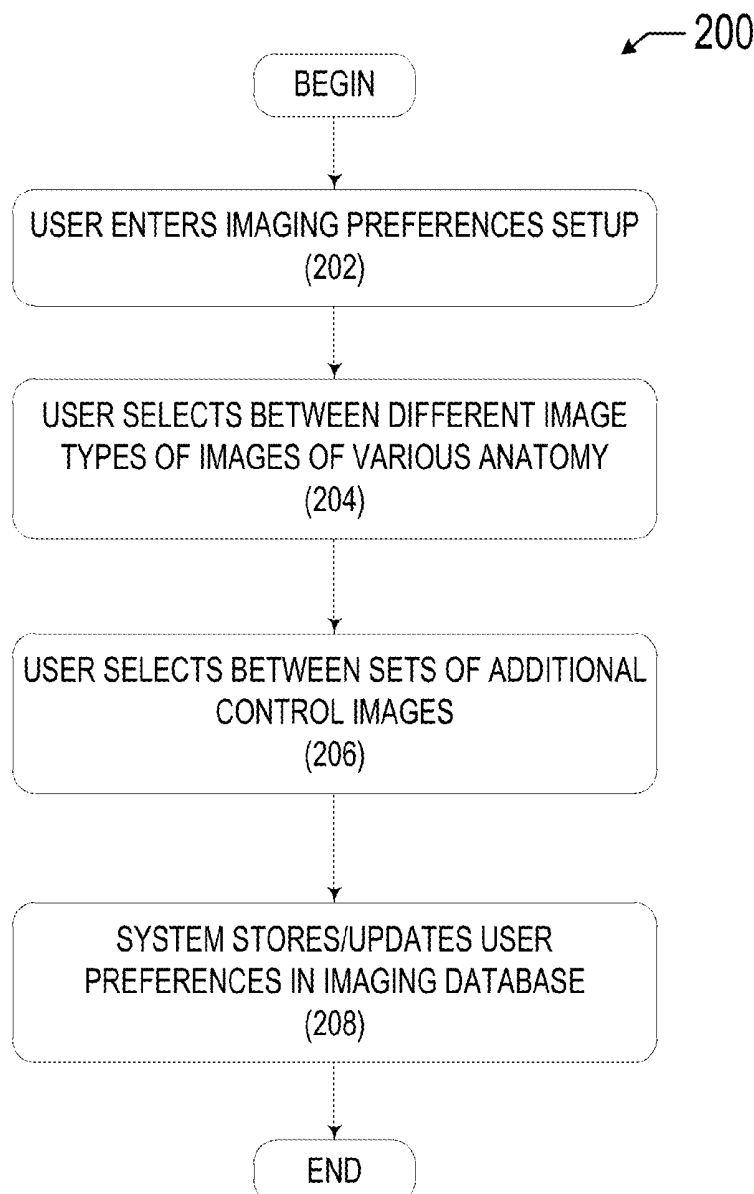 200
BEGIN
USER ENTERS IMAGING PREFERENCES SETUP
(202)
USER SELECTS BETWEEN DIFFERENT IMAGE
TYPES OF IMAGES OF VARIOUS ANATOMY
(204)
USER SELECTS BETWEEN SETS OF ADDITIONAL
CONTROL IMAGES
(206)
SYSTEM STORES/UPDATES USER
PREFERENCES IN IMAGING DATABASE
(208)
END